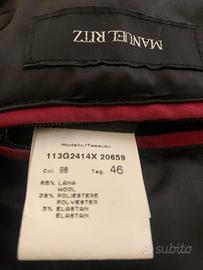 MANUEL RITZ
Modello/Tessuto
113G2414X 20659
Col. 98 Tag. 46
68% LANA
WOOL
28% POLIESTERE
POLYESTER
3% ELASTAN
ELASTAN
subito